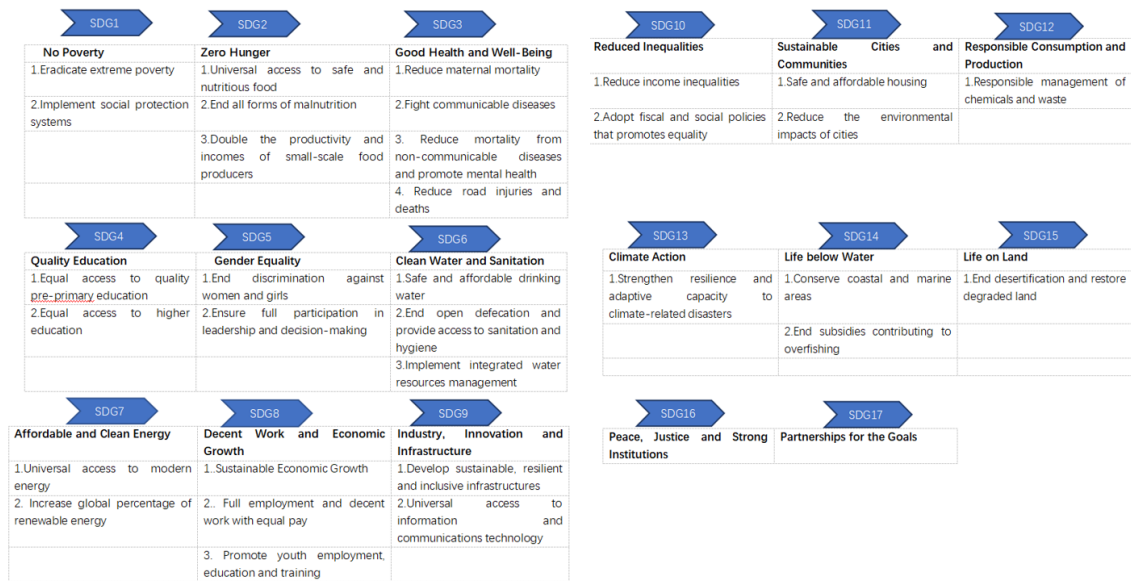 SDG1
SDG2
SDG3
No Poverty
Zero Hunger
Good Health and Well-Being
1.Eradicate extreme poverty
1.Universal access to safe and
nutritious food
1.Reduce maternal mortality
2.Implement social protection
systems
2.End all forms of malnutrition
2.Fight communicable diseases
3.Double the productivity and
incomes of small-scale food
producers
3. Reduce mortality from
non-communicable diseases
and promote mental health
4. Reduce road injuries and
deaths
SDG4
SDG5
SDG6
Quality Education
Gender Equality
Clean Water and Sanitation
1.Equal access to quality
pre-primary education
1.End discrimination against
women and girls
1.Safe and affordable drinking
water
2.Equal access to higher
education
2.Ensure full participation in
leadership and decision-making
2.End open defecation and
provide access to sanitation and
hygiene
3.Implement integrated water
resources management
SDG7
SDG8
SDG9
Affordable and Clean Energy
Decent Work and Economic
Growth
Industry, Innovation and
Infrastructure
1.Universal access to modern
energy
1..Sustainable Economic Growth
1.Develop sustainable, resilient
and inclusive infrastructures
2. Increase global percentage of
renewable energy
2.. Full employment and decent
work with equal pay
2.Universal access to
information and
communications technology
3. Promote youth employment,
education and training
SDG10
SDG11
SDG12
Reduced Inequalities
Sustainable Cities and
Communities
Responsible Consumption and
Production
1.Reduce income inequalities
1.Safe and affordable housing
1.Responsible management of
chemicals and waste
2.Adopt fiscal and social policies
that promotes equality
2.Reduce the environmental
impacts of cities
SDG13
SDG14
SDG15
Climate Action
Life below Water
Life on Land
1.Strengthen resilience and
adaptive capacity to
climate-related disasters
1.Conserve coastal and marine
areas
1.End desertification and restore
degraded land
2.End subsidies contributing to
overfishing
SDG16
SDG17
Peace, Justice and Strong
Institutions
Partnerships for the Goals